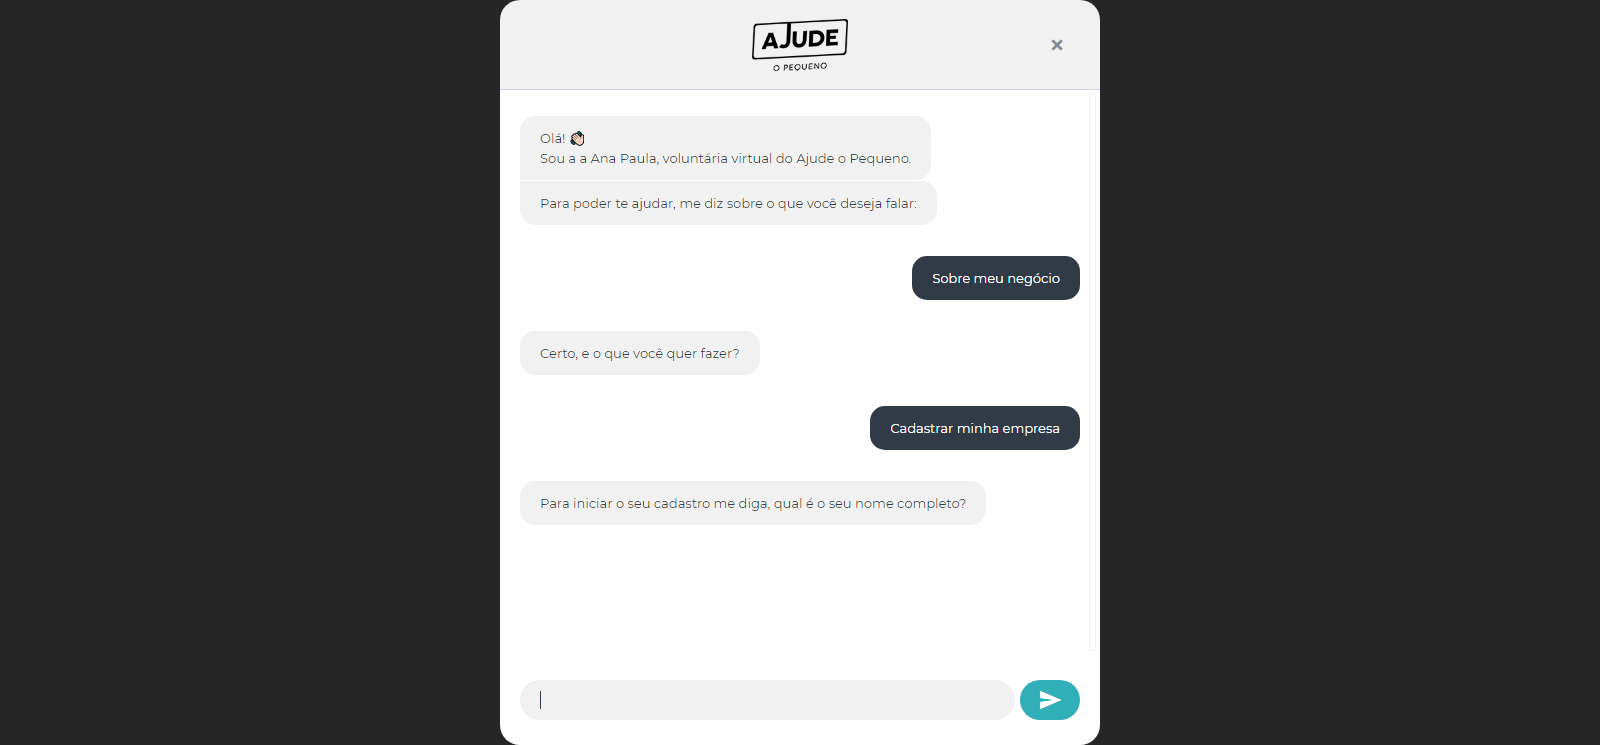 AJUDE
O PEQUENO
Olá! 👏🏻
Sou a a Ana Paula, voluntária virtual do Ajude o Pequeno.
Para poder te ajudar, me diz sobre o que você deseja falar:
Sobre meu negócio
Certo, e o que você quer fazer?
Cadastrar minha empresa
Para iniciar o seu cadastro me diga, qual é o seu nome completo?